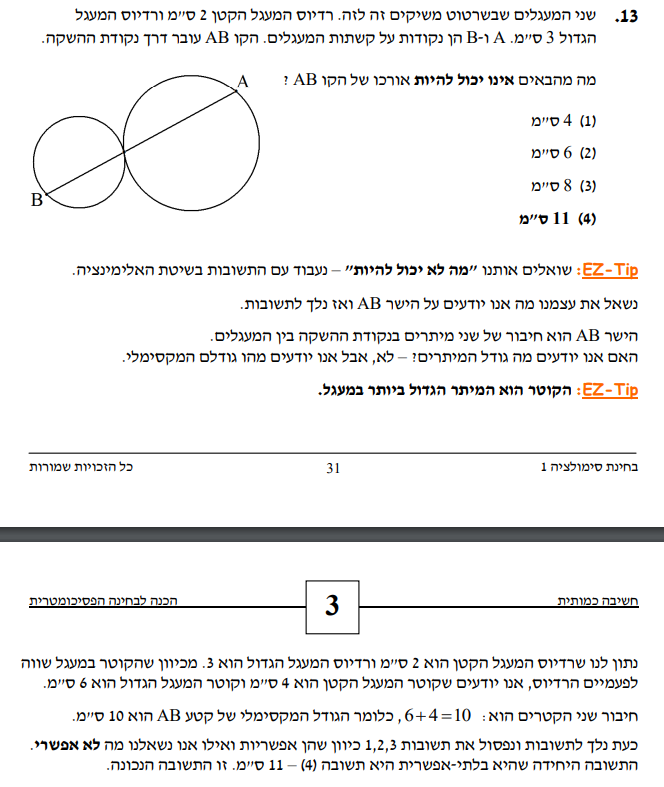 13. שני המעגלים שבשרטוט משיקים זה לזה. רדיוס המעגל הקטן 2 ס״מ ורדיוס המעגל
הגדול 3 ס״מ. A ו-B הן נקודות על קשתות המעגלים. הקו AB עובר דרך נקודת ההשקה.
מה מהבאים אינו יכול להיות אורכו של הקו AB ?
A
B
(1) 4 ס״מ
(2) 6 ס״מ
(3) 8 ס״מ
(4) 11 ס״מ
EZ-Tip: שואלים אותנו "מה לא יכול להיות" – נעבוד עם התשובות בשיטת האלימינציה.
נשאל את עצמנו מה אנו יודעים על הישר AB ואז נלך לתשובות.
הישר AB הוא חיבור של שני מיתרים בנקודת ההשקה בין המעגלים.
האם אנו יודעים מה גודל המיתרים? – לא, אבל אנו יודעים מהו גודלם המקסימלי.
EZ-Tip: הקוטר הוא המיתר הגדול ביותר במעגל.
בחינת סימולציה 1 31 כל הזכויות שמורות
חשיבה כמותית 3 הכנה לבחינה הפסיכומטרית
נתון לנו שרדיוס המעגל הקטן הוא 2 ס״מ ורדיוס המעגל הגדול הוא 3. מכיוון שהקוטר במעגל שווה
לפעמיים הרדיוס, אנו יודעים שקוטר המעגל הקטן הוא 4 ס״מ וקוטר המעגל הגדול הוא 6 ס״מ.
חיבור שני הקטרים הוא: 6+4=10, כלומר הגודל המקסימלי של קטע AB הוא 10 ס״מ.
כעת נלך לתשובות ונפסול את תשובות 1,2,3 כיוון שהן אפשריות ואילו אנו נשאלנו מה לא אפשרי.
התשובה היחידה שהיא בלתי-אפשרית היא תשובה (4) – 11 ס״מ. זו התשובה הנכונה.